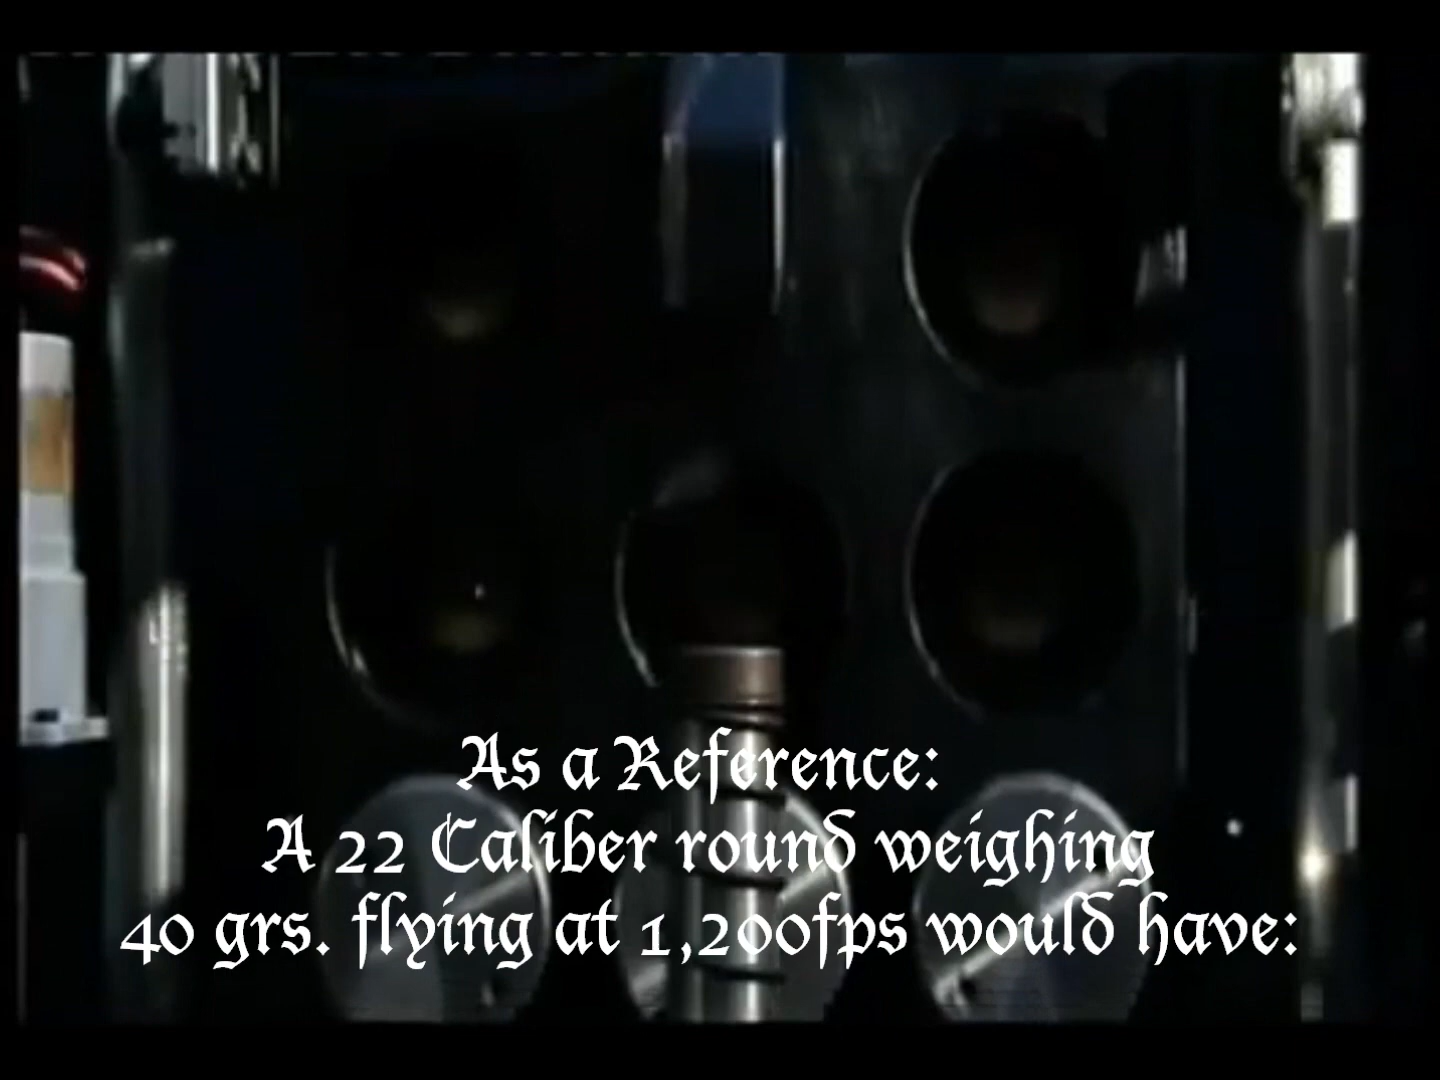 As a Reference:
A 22 Caliber round weighing
40 grs. flying at 1,200fps would have: